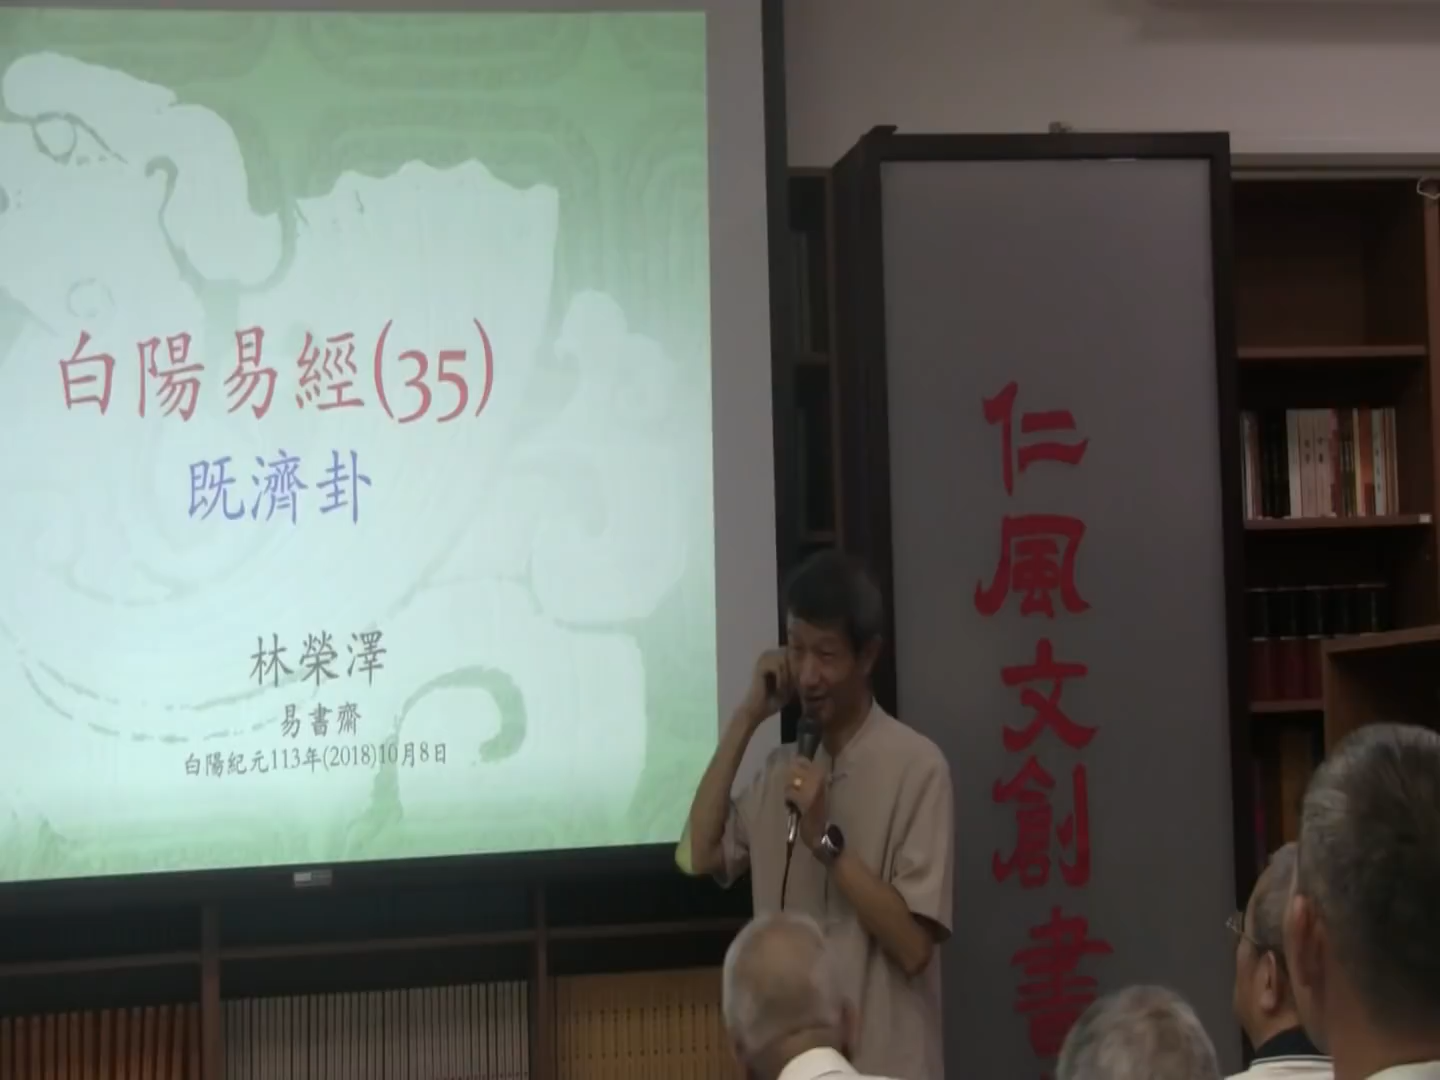 白陽易經(35)
既濟卦
林榮澤
易書齋
白陽紀元113年(2018)10月8日
仁風文創書